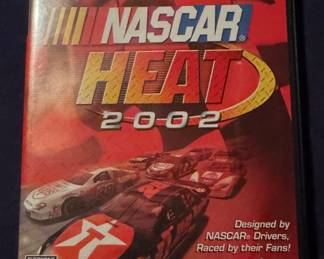 NASCAR®
HEAT
2002
Designed by
NASCAR® Drivers,
Raced by their Fans!